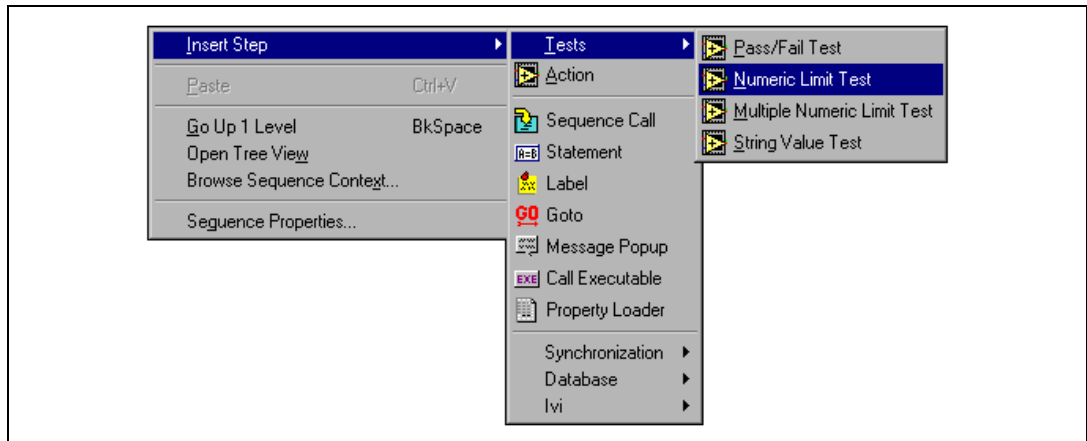 Insert Step
Paste Ctrl+V
Go Up 1 Level BkSpace
Open Tree View
Browse Sequence Context...
Sequence Properties...
Tests
Action
Sequence Call
A=B Statement
Label
GO Goto
Message Popup
EXE Call Executable
Property Loader
Synchronization
Database
Ivi
Pass/Fail Test
Numeric Limit Test
Multiple Numeric Limit Test
String Value Test